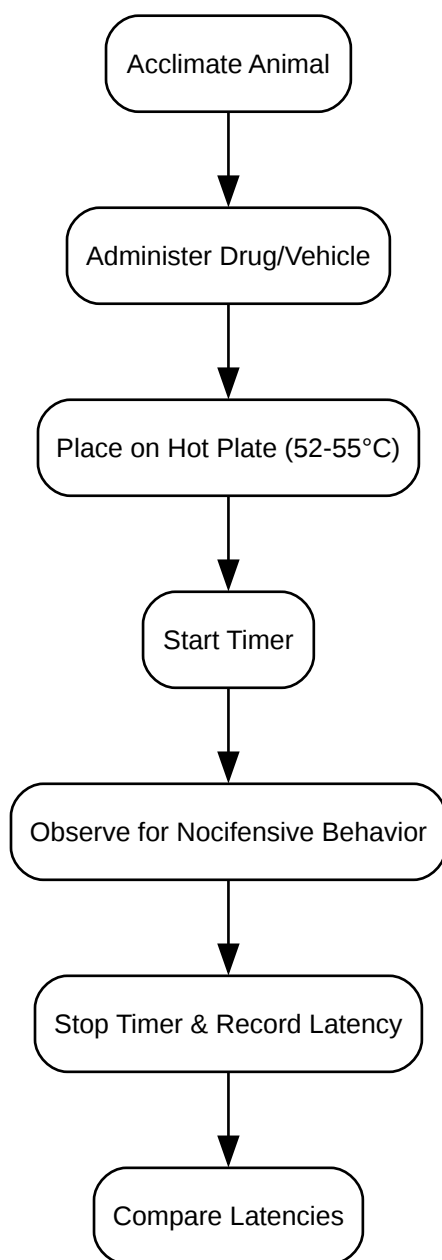 Acclimate Animal
Administer Drug/Vehicle
Place on Hot Plate (52-55°C)
Start Timer
Observe for Nocifensive Behavior
Stop Timer & Record Latency
Compare Latencies